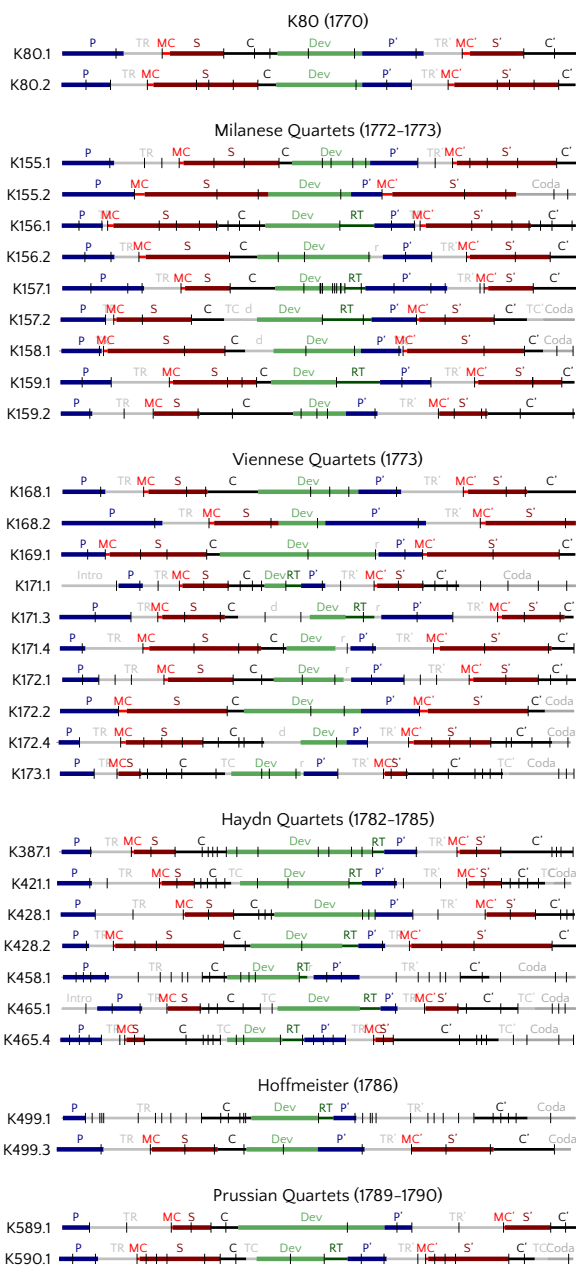 K80 (1770)
P TR MC S C Dev P' TR' MC' S' C'
K80.1
P TR MC S C Dev P' TR' MC' S' C'
K80.2
Milanese Quartets (1772–1773)
P TR MC S C Dev P' TR' MC' S' C'
K155.1
P MC S Dev P' MC' S' Coda
K155.2
P MC S C Dev RT P' MC' S' C'
K156.1
P TR MC S C Dev r P' TR' MC' S' C'
K156.2
P TR MC S C Dev RT P' TR' MC' S' C'
K157.1
P MC S C TC d Dev RT P' MC' S' C' TC' Coda
K157.2
P MC S C d Dev P' MC' S' C' Coda
K158.1
P TR MC S C Dev RT P' TR' MC' S' C'
K159.1
P TR MC S C Dev P' TR' MC' S' C'
K159.2
Viennese Quartets (1773)
P TR MC S C Dev P' TR' MC' S' C'
K168.1
P TR MC S Dev P' TR' MC' S'
K168.2
P MC S C Dev r P' MC' S' C'
K169.1
Intro P TR MC S C Dev RT P' TR' MC' S' C' Coda
K171.1
P TR MC S C d Dev RT r P' TR' MC' S' C'
K171.3
P TR MC S C Dev r P' TR' MC' S' C'
K171.4
P TR MC S C Dev r P' TR' MC' S' C'
K172.1
P MC S C Dev P' MC' S' C' Coda
K172.2
P TR MC S C d Dev P' TR' MC' S' C'
K172.4
P TR MC S C TC Dev r P' TR' MC' S' C' TC' Coda
K173.1
Haydn Quartets (1782–1785)
P TR MC S C Dev RT P' TR' MC' S' C'
K387.1
P TR MC S C TC Dev RT P' TR' MC' S' C' TC' Coda
K421.1
P TR MC S C Dev P' TR' MC' S' C'
K428.1
P TR MC S C Dev RT P' TR' MC' S' C'
K428.2
P TR C Dev RT r P' TR' C'
K458.1
Intro P TR MC S C TC Dev RT P' TR' MC' S' C' TC' Coda
K465.1
P TR MC S C TC Dev RT P' TR' MC' S' C' TC' Coda
K465.4
Hoffmeister (1786)
P TR C Dev RT P' TR' C' Coda
K499.1
P TR MC S C Dev P' TR' MC' S' C' Coda
K499.3
Prussian Quartets (1789–1790)
P TR MC S C Dev P' TR' MC' S' C'
K589.1
P TR MC S C TC Dev RT P' TR' MC' S' C' TC' Coda
K590.1